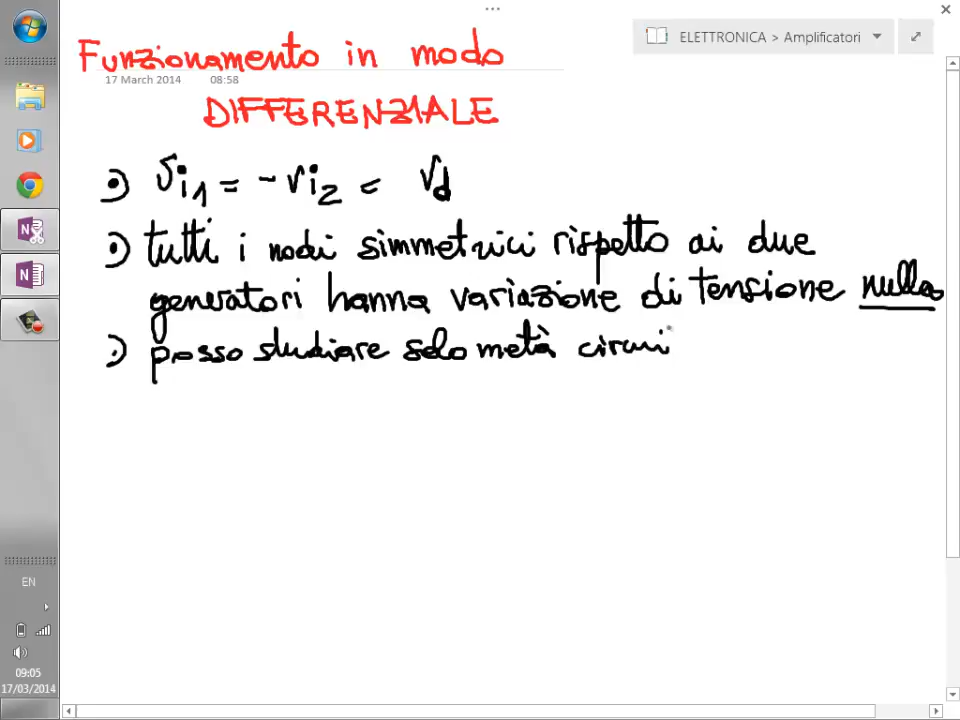 ELETTRONICA > Amplificatori
Funzionamento in modo
17 March 2014 08:58
DIFFERENZIALE
•) vi1 = - vi2 = vd
•) tutti i nodi simmetrici rispetto ai due
generatori hanna variazione di tensione nulla
•) posso studiare solo metà circui
EN
09:05
17/03/2014